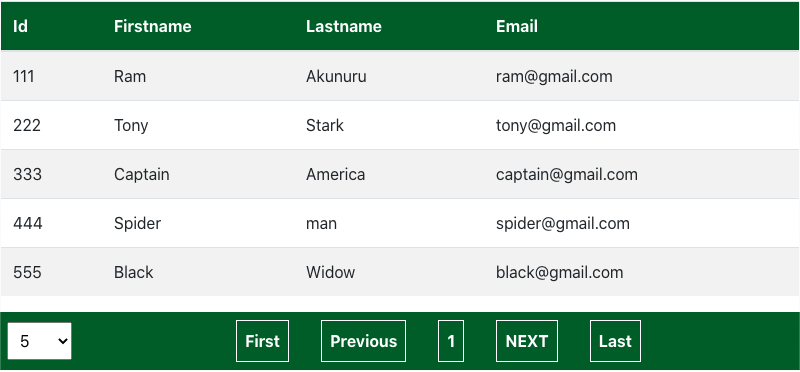 Id Firstname Lastname Email
111 Ram Akunuru ram@gmail.com
222 Tony Stark tony@gmail.com
333 Captain America captain@gmail.com
444 Spider man spider@gmail.com
555 Black Widow black@gmail.com
5 First Previous 1 NEXT Last